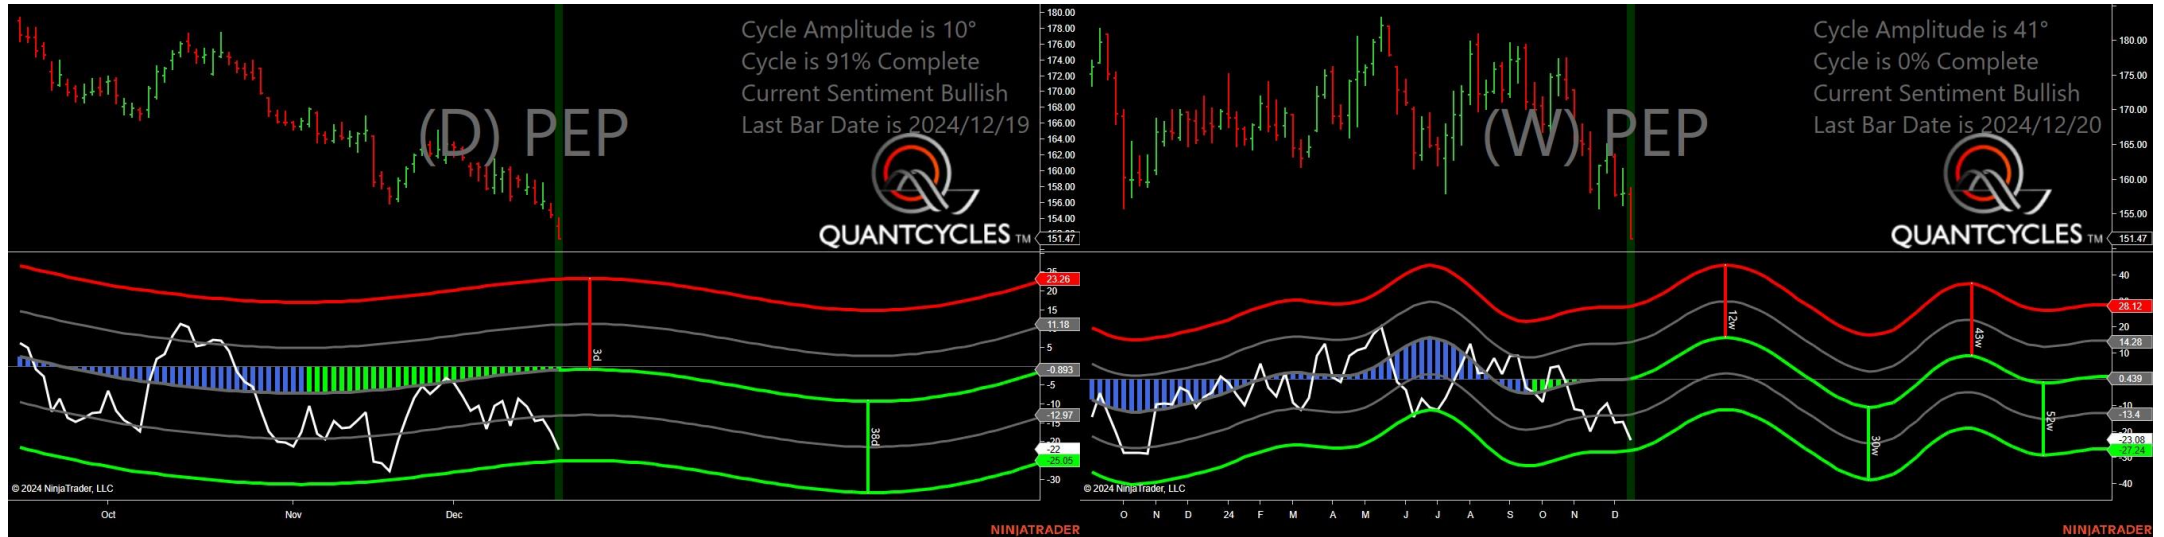 Cycle Amplitude is 10°
Cycle is 91% Complete
Current Sentiment Bullish
Last Bar Date is 2024/12/19
(D) PEP
QUANTCYCLES TM
180.00
178.00
176.00
174.00
172.00
170.00
168.00
166.00
164.00
162.00
160.00
158.00
156.00
154.00
151.47
25
23.26
20
15
11.18
5
-0.893
-5
-10
-12.97
-15
-22
-25.05
-30
3d
38d
© 2024 NinjaTrader, LLC
Oct
Nov
Dec
NINJATRADER
Cycle Amplitude is 41°
Cycle is 0% Complete
Current Sentiment Bullish
Last Bar Date is 2024/12/20
(W) PEP
QUANTCYCLES TM
180.00
175.00
170.00
165.00
160.00
155.00
151.47
40
28.12
20
14.28
10
0.439
-10
-13.4
-20
-23.08
-27.24
-30
-40
12w
30w
43w
52w
© 2024 NinjaTrader, LLC
O N D 24 F M A M J J A S O N D
NINJATRADER